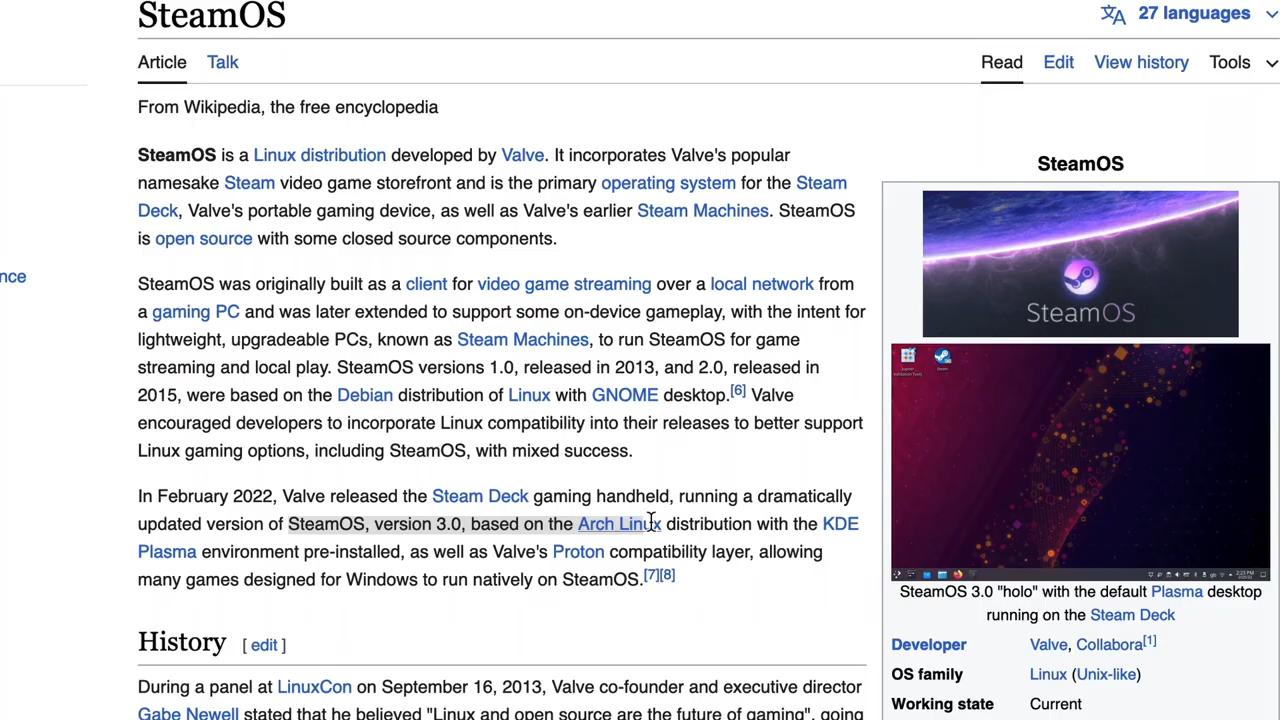 SteamOS
27 languages
Article Talk Read Edit View history Tools
From Wikipedia, the free encyclopedia
nce
SteamOS is a Linux distribution developed by Valve. It incorporates Valve's popular
namesake Steam video game storefront and is the primary operating system for the Steam
Deck, Valve's portable gaming device, as well as Valve's earlier Steam Machines. SteamOS
is open source with some closed source components.
SteamOS was originally built as a client for video game streaming over a local network from
a gaming PC and was later extended to support some on-device gameplay, with the intent for
lightweight, upgradeable PCs, known as Steam Machines, to run SteamOS for game
streaming and local play. SteamOS versions 1.0, released in 2013, and 2.0, released in
2015, were based on the Debian distribution of Linux with GNOME desktop.[6] Valve
encouraged developers to incorporate Linux compatibility into their releases to better support
Linux gaming options, including SteamOS, with mixed success.
In February 2022, Valve released the Steam Deck gaming handheld, running a dramatically
updated version of SteamOS, version 3.0, based on the Arch Linux distribution with the KDE
Plasma environment pre-installed, as well as Valve's Proton compatibility layer, allowing
many games designed for Windows to run natively on SteamOS.[7][8]
History [ edit ]
During a panel at LinuxCon on September 16, 2013, Valve co-founder and executive director
Gabe Newell stated that he believed "Linux and open source are the future of gaming", going
SteamOS
SteamOS
Steam
SteamOS 3.0 "holo" with the default Plasma desktop
running on the Steam Deck
Developer Valve, Collabora[1]
OS family Linux (Unix-like)
Working state Current